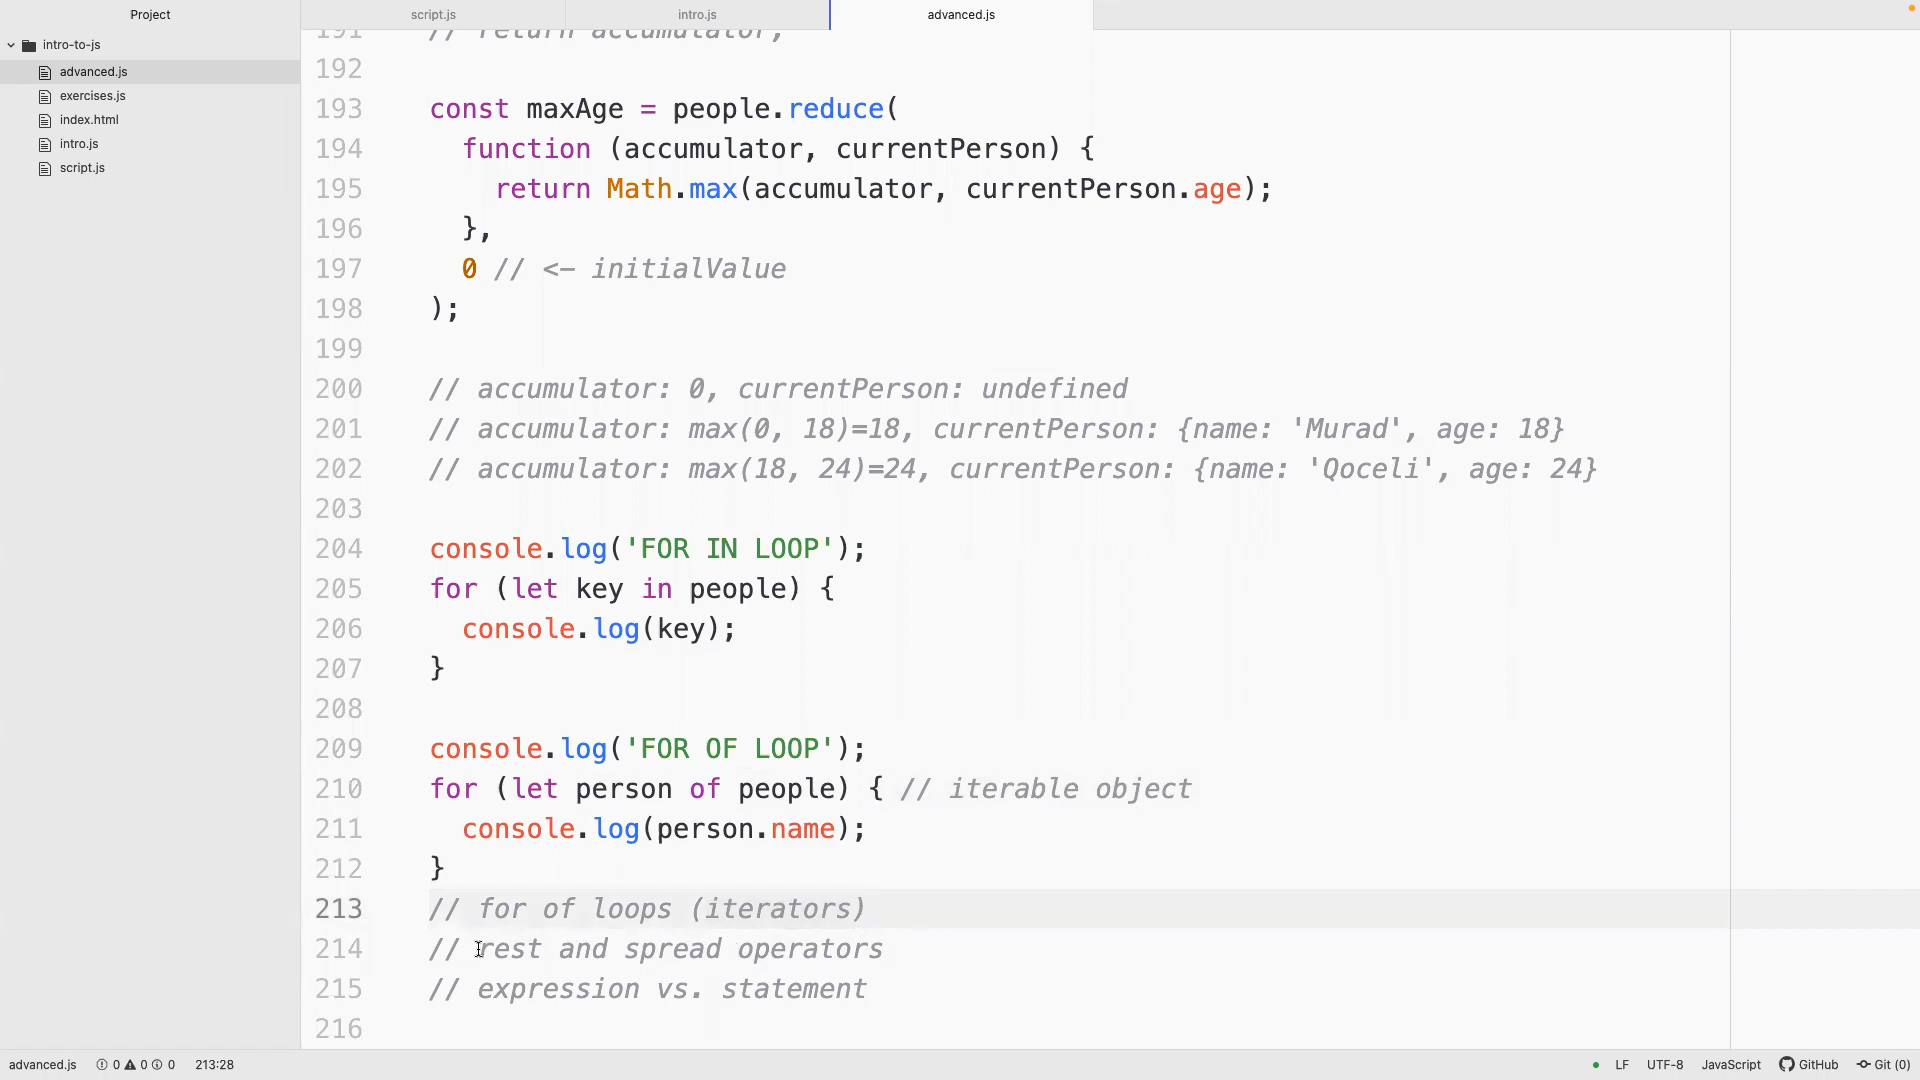 Project
script.js
intro.js
advanced.js
intro-to-js
advanced.js
exercises.js
index.html
intro.js
script.js
191 // return accumulator;
192
193 const maxAge = people.reduce(
194 function (accumulator, currentPerson) {
195 return Math.max(accumulator, currentPerson.age);
196 },
197 0 // <- initialValue
198 );
199
200 // accumulator: 0, currentPerson: undefined
201 // accumulator: max(0, 18)=18, currentPerson: {name: 'Murad', age: 18}
202 // accumulator: max(18, 24)=24, currentPerson: {name: 'Qoceli', age: 24}
203
204 console.log('FOR IN LOOP');
205 for (let key in people) {
206 console.log(key);
207 }
208
209 console.log('FOR OF LOOP');
210 for (let person of people) { // iterable object
211 console.log(person.name);
212 }
213 // for of loops (iterators)
214 // rest and spread operators
215 // expression vs. statement
216
advanced.js 0 0 0 213:28 LF UTF-8 JavaScript GitHub Git (0)